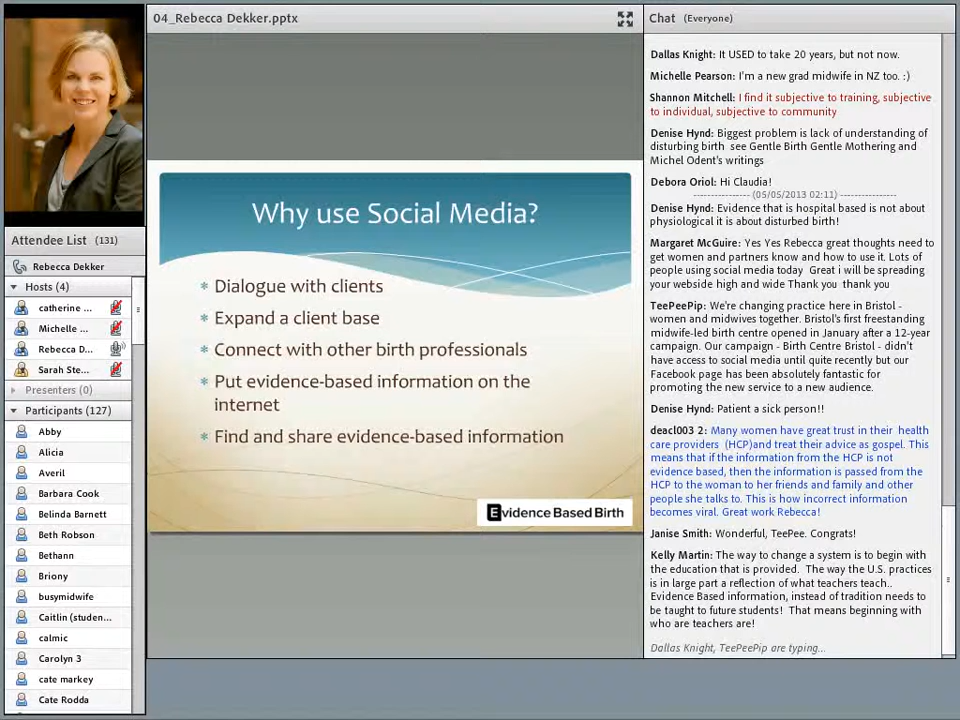 04_Rebecca Dekker.pptx
Chat (Everyone)
Attendee List (131)
Rebecca Dekker
Hosts (4)
catherine ...
Michelle ...
Rebecca D...
Sarah Ste...
Presenters (0)
Participants (127)
Abby
Alicia
Averil
Barbara Cook
Belinda Barnett
Beth Robson
Bethann
Briony
busymidwife
Caitlin (studen...
calmic
Carolyn 3
cate markey
Cate Rodda
Why use Social Media?
* Dialogue with clients
* Expand a client base
* Connect with other birth professionals
* Put evidence-based information on the
internet
* Find and share evidence-based information
Evidence Based Birth
Dallas Knight: It USED to take 20 years, but not now.
Michelle Pearson: I'm a new grad midwife in NZ too. :)
Shannon Mitchell: I find it subjective to training, subjective
to individual, subjective to community
Denise Hynd: Biggest problem is lack of understanding of
disturbing birth see Gentle Birth Gentle Mothering and
Michel Odent's writings
Debora Oriol: Hi Claudia!
---------------- (05/05/2013 02:11) ----------------
Denise Hynd: Evidence that is hospital based is not about
physiological it is about disturbed birth!
Margaret McGuire: Yes Yes Rebecca great thoughts need to
get women and partners know and how to use it. Lots of
people using social media today Great i will be spreading
your webside high and wide Thank you thank you
TeePeePip: We're changing practice here in Bristol -
women and midwives together. Bristol's first freestanding
midwife-led birth centre opened in January after a 12-year
campaign. Our campaign - Birth Centre Bristol - didn't
have access to social media until quite recently but our
Facebook page has been absolutely fantastic for
promoting the new service to a new audience.
Denise Hynd: Patient a sick person!!
deacl003 2: Many women have great trust in their health
care providers (HCP)and treat their advice as gospel. This
means that if the information from the HCP is not
evidence based, then the information is passed from the
HCP to the woman to her friends and family and other
people she talks to. This is how incorrect information
becomes viral. Great work Rebecca!
Janise Smith: Wonderful, TeePee. Congrats!
Kelly Martin: The way to change a system is to begin with
the education that is provided. The way the U.S. practices
is in large part a reflection of what teachers teach..
Evidence Based information, instead of tradition needs to
be taught to future students! That means beginning with
who are teachers are!
Dallas Knight, TeePeePip are typing...